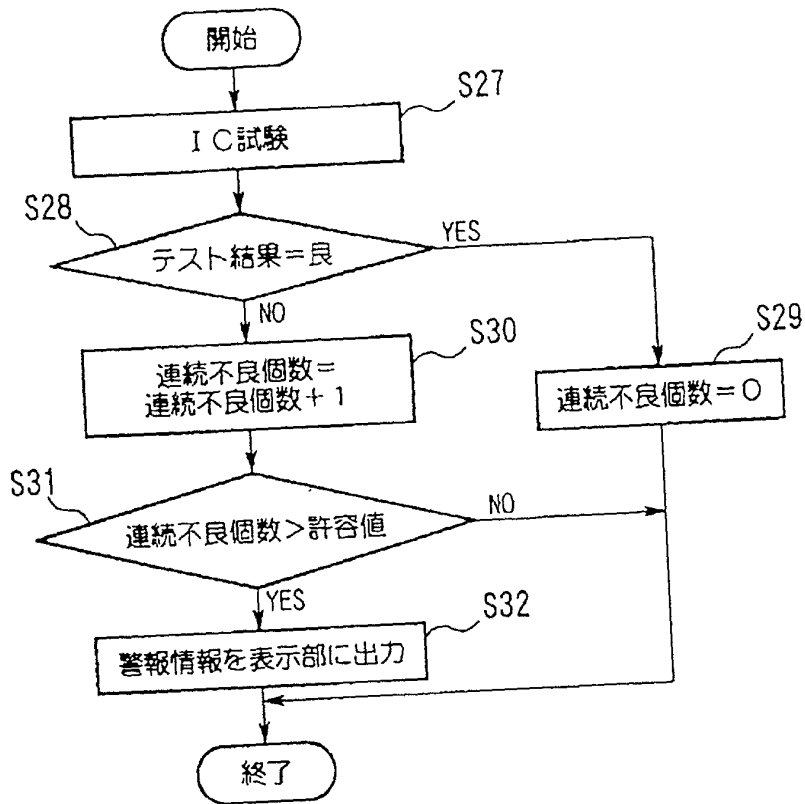 開始
S27
IC試験
S28
テスト結果=良
YES
NO
S30
連続不良個数=
連続不良個数+1
S29
連続不良個数=0
S31
連続不良個数>許容値
NO
YES
S32
警報情報を表示部に出力
終了